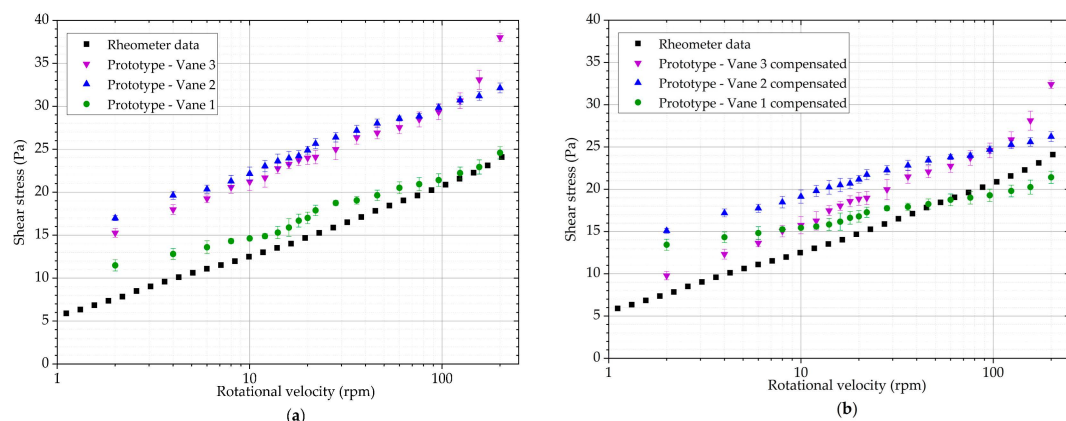 40
35
30
25
20
15
10
5
0
Shear stress (Pa)
Rheometer data
Prototype - Vane 3
Prototype - Vane 2
Prototype - Vane 1
1
10
100
Rotational velocity (rpm)
(a)
40
35
30
25
20
15
10
5
0
Shear stress (Pa)
Rheometer data
Prototype - Vane 3 compensated
Prototype - Vane 2 compensated
Prototype - Vane 1 compensated
1
10
100
Rotational velocity (rpm)
(b)